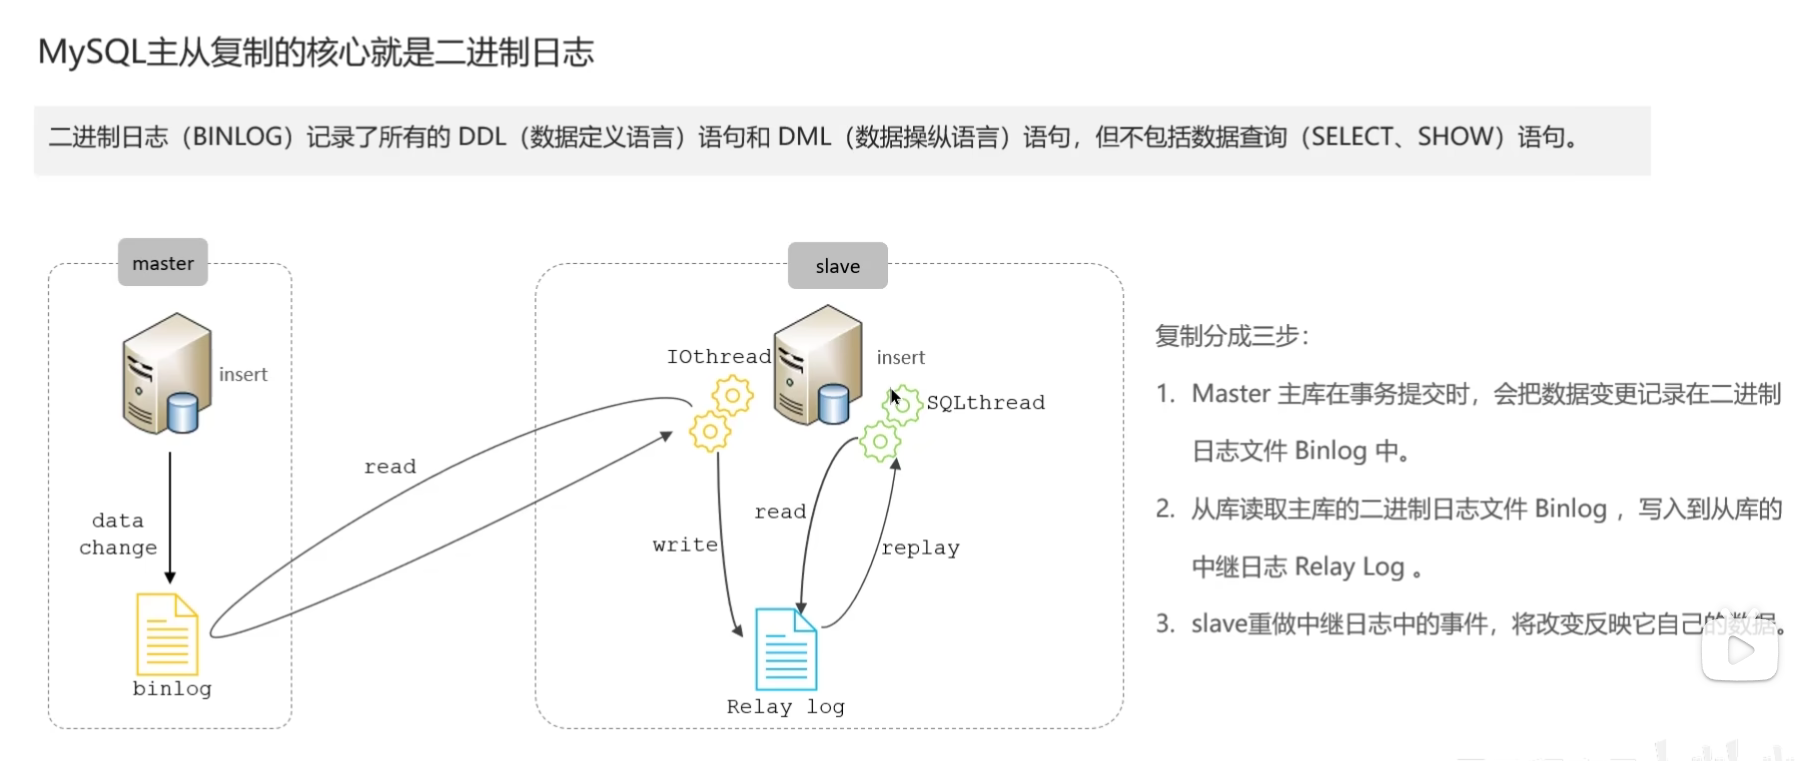 MySQL主从复制的核心就是二进制日志
二进制日志（BINLOG）记录了所有的 DDL（数据定义语言）语句和 DML（数据操纵语言）语句，但不包括数据查询（SELECT、SHOW）语句。
master
insert
data
change
binlog
read
slave
IOthread
insert
SQLthread
read
write
replay
Relay log
复制分成三步：
1. Master 主库在事务提交时，会把数据变更记录在二进制
日志文件 Binlog 中。
2. 从库读取主库的二进制日志文件 Binlog ，写入到从库的
中继日志 Relay Log 。
3. slave重做中继日志中的事件，将改变反映它自己的数据。